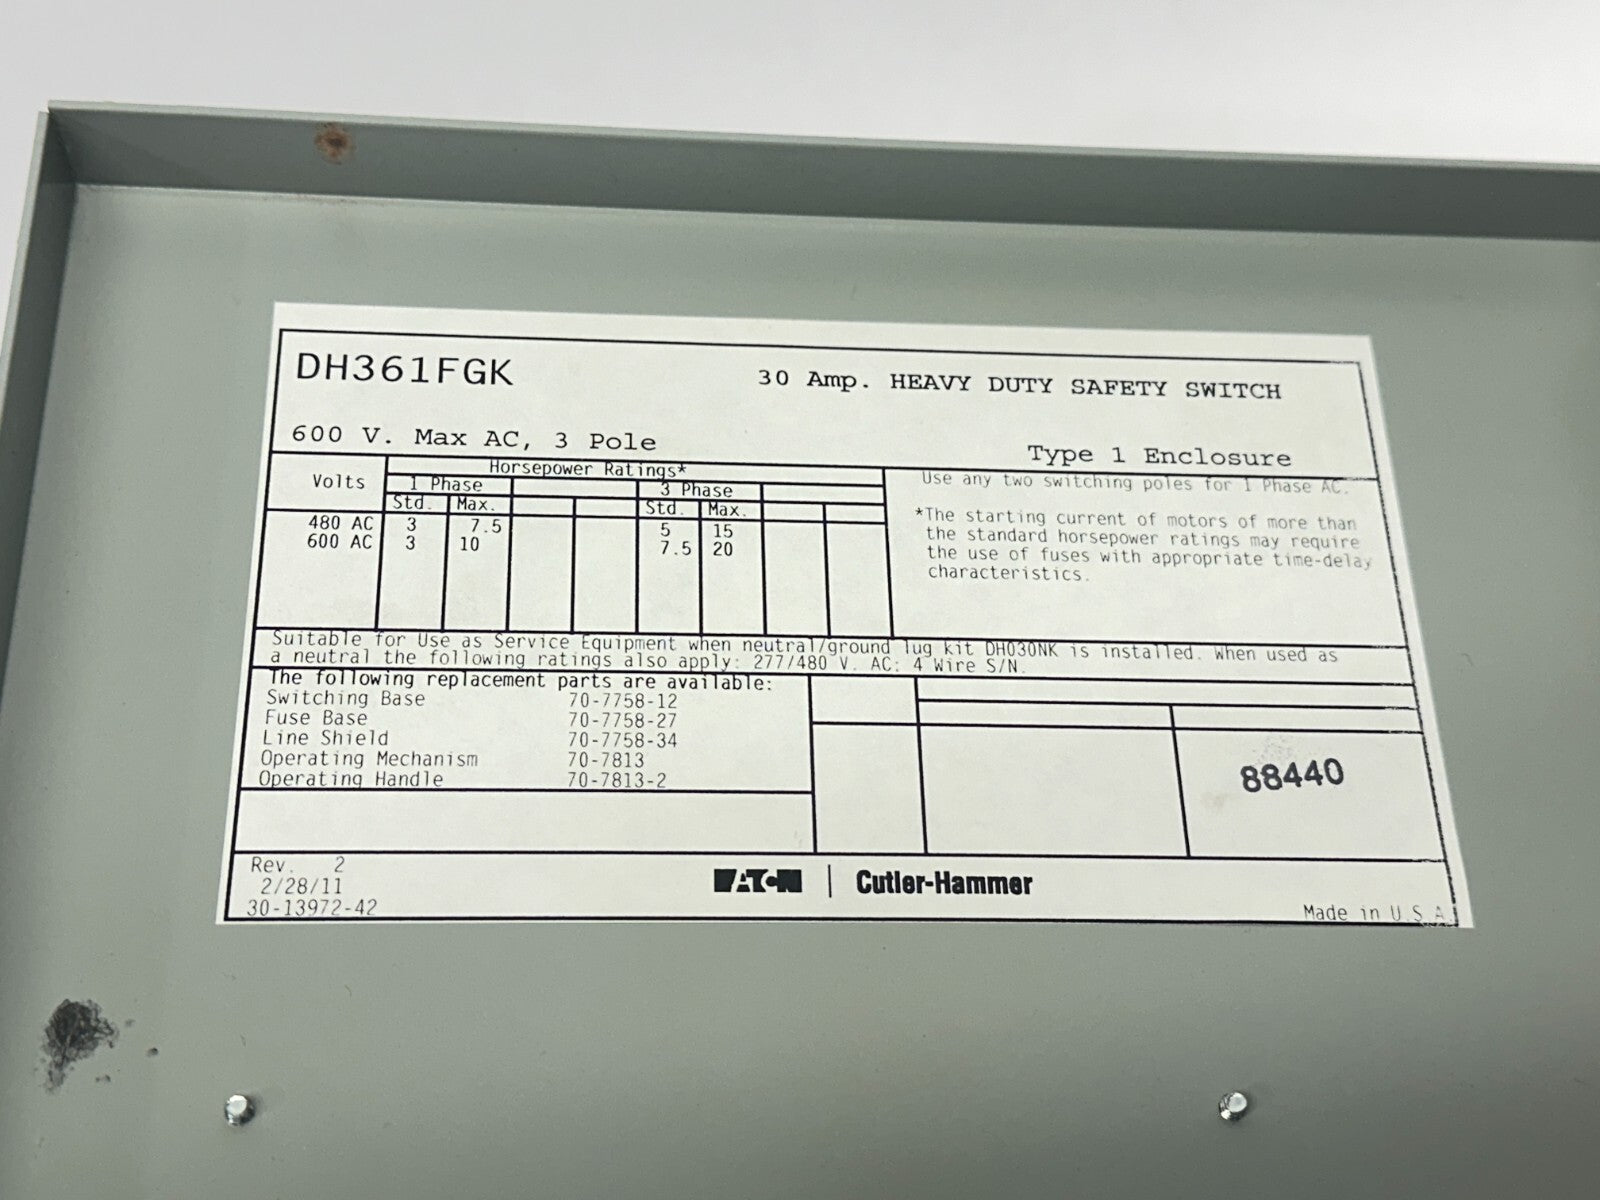 DH361FGK
30 Amp. HEAVY DUTY SAFETY SWITCH
600 V. Max AC, 3 Pole
Type 1 Enclosure
Volts
Horsepower Ratings*
1 Phase
3 Phase
Std. Max. Std. Max.
480 AC 3 7.5 5 15
600 AC 3 10 7.5 20
Use any two switching poles for 1 Phase AC.
*The starting current of motors of more than
the standard horsepower ratings may require
the use of fuses with appropriate time-delay
characteristics.
Suitable for Use as Service Equipment when neutral/ground lug kit DH030NK is installed. When used as
a neutral the following ratings also apply: 277/480 V. AC: 4 Wire S/N.
The following replacement parts are available:
Switching Base 70-7758-12
Fuse Base 70-7758-27
Line Shield 70-7758-34
Operating Mechanism 70-7813
Operating Handle 70-7813-2
88440
Rev. 2
2/28/11
30-13972-42
EATON | Cutler-Hammer
Made in U.S.A.